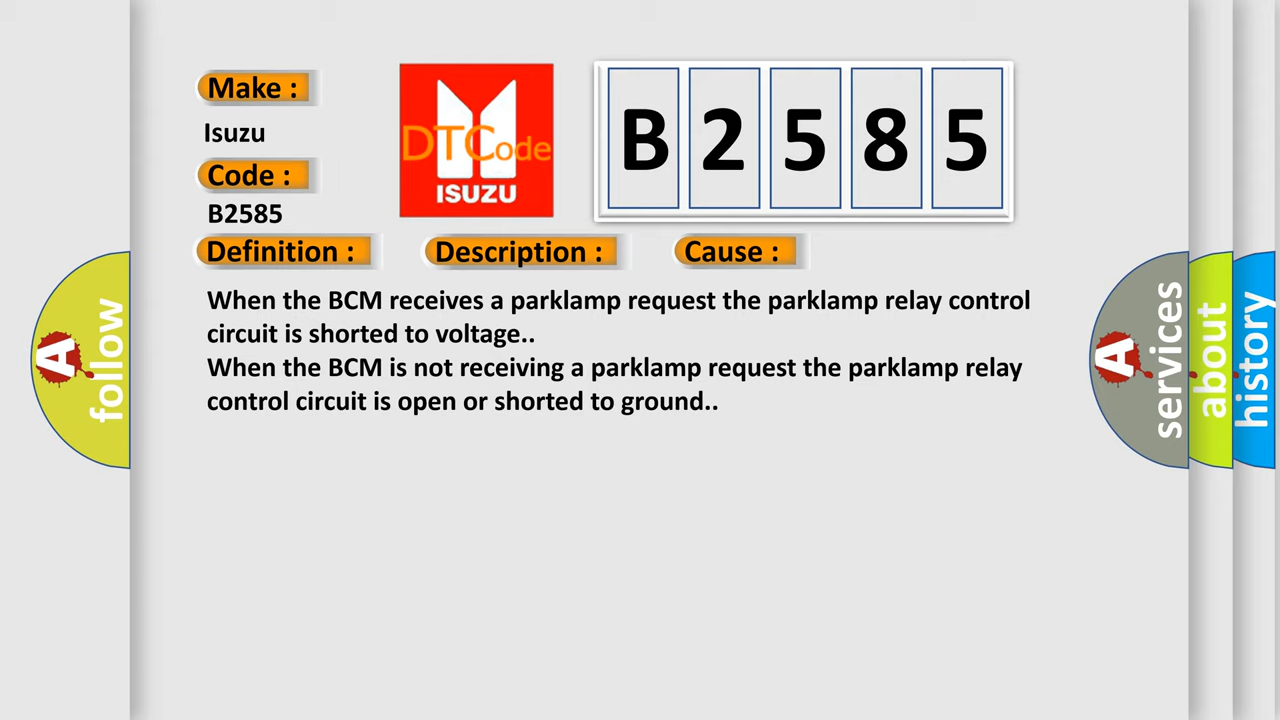 Make :
Isuzu
Code :
B2585
DTCode
ISUZU
B 2 5 8 5
Definition :
Description :
Cause :
When the BCM receives a parklamp request the parklamp relay control
circuit is shorted to voltage..
When the BCM is not receiving a parklamp request the parklamp relay
control circuit is open or shorted to ground..
A follow
A services
about
history